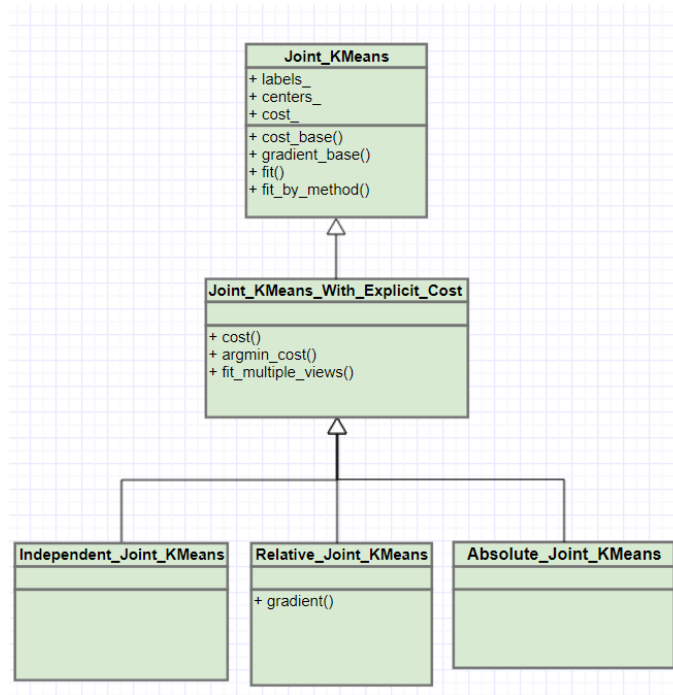 Joint_KMeans
+ labels_
+ centers_
+ cost_
+ cost_base()
+ gradient_base()
+ fit()
+ fit_by_method()
Joint_KMeans_With_Explicit_Cost
+ cost()
+ argmin_cost()
+ fit_multiple_views()
Independent_Joint_KMeans
Relative_Joint_KMeans
+ gradient()
Absolute_Joint_KMeans